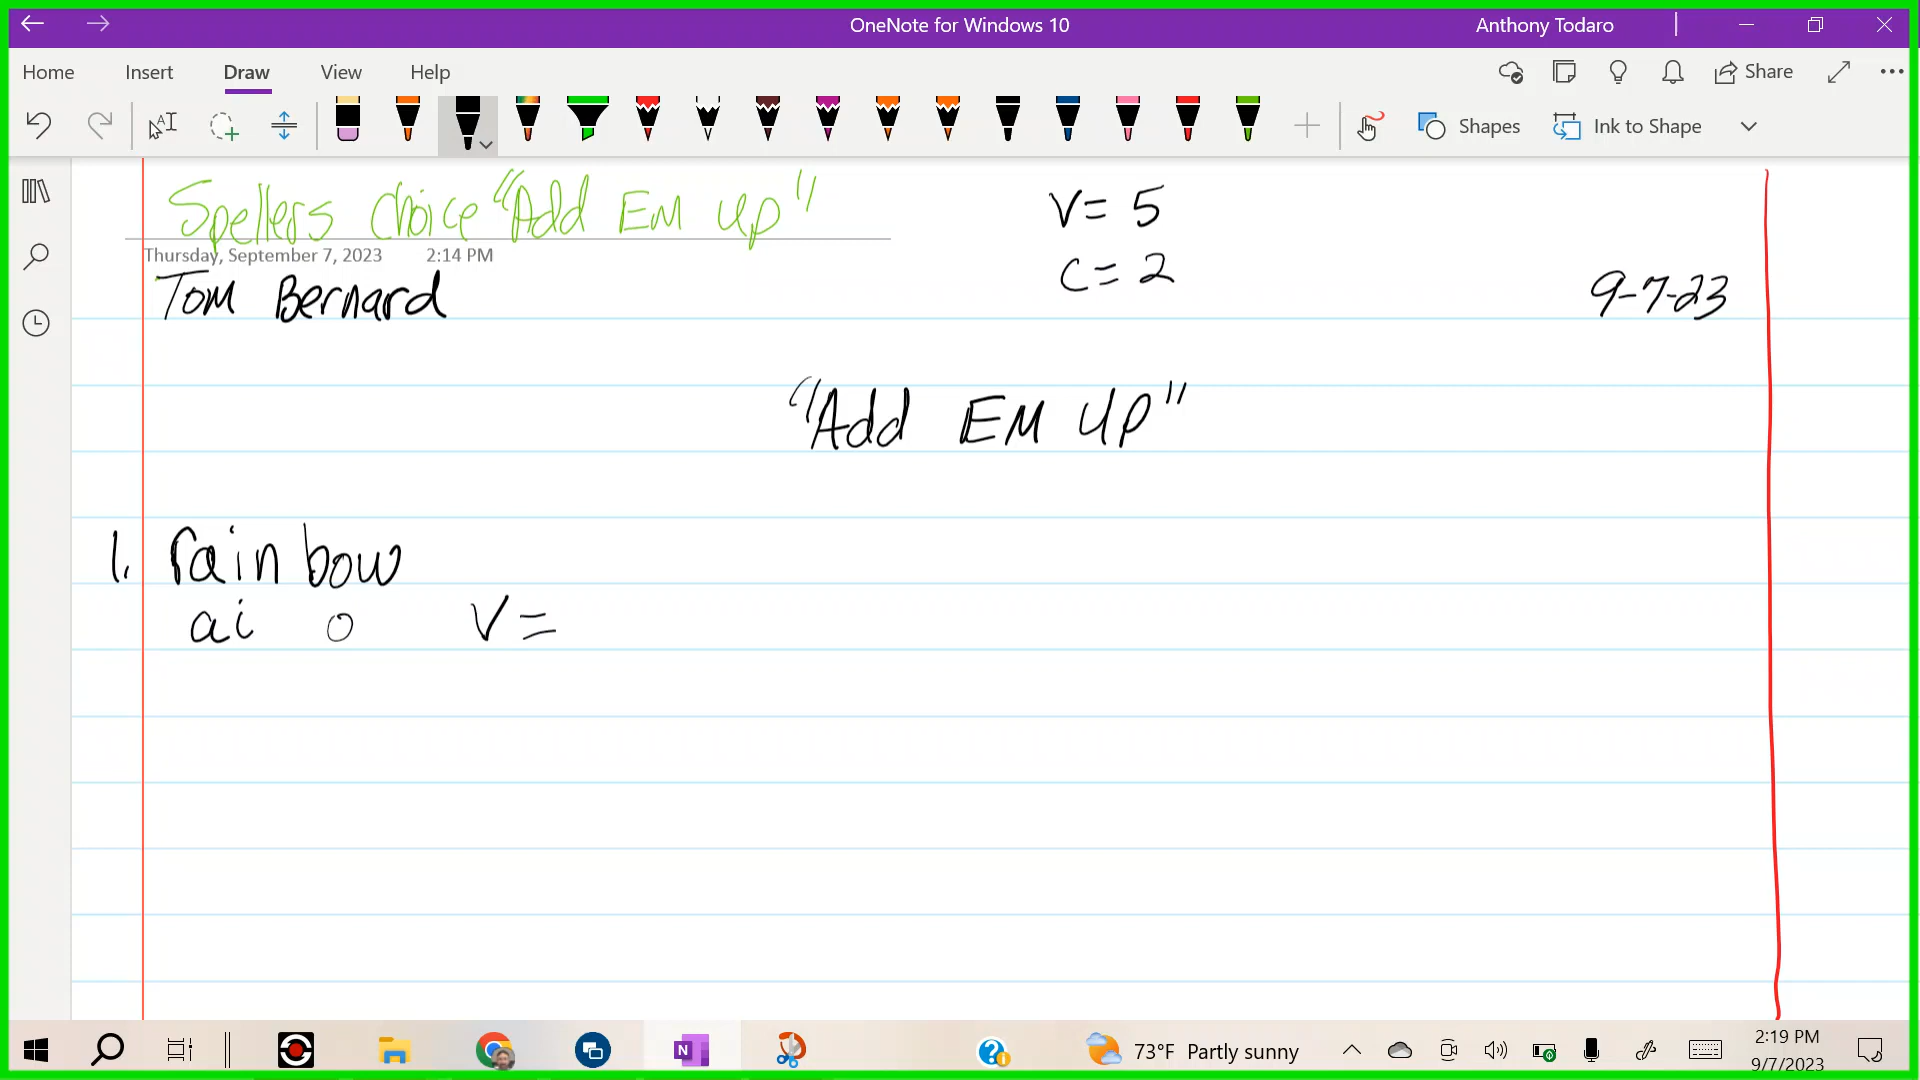 OneNote for Windows 10
Anthony Todaro
Home Insert Draw View Help
Share
Shapes
Ink to Shape
Spellers Choice "Add EM Up"
V= 5
Thursday, September 7, 2023 2:14 PM
C= 2
Tom Bernard
9-7-23
"Add EM Up"
1. rainbow
ai o V=
73°F Partly sunny
2:19 PM
9/7/2023